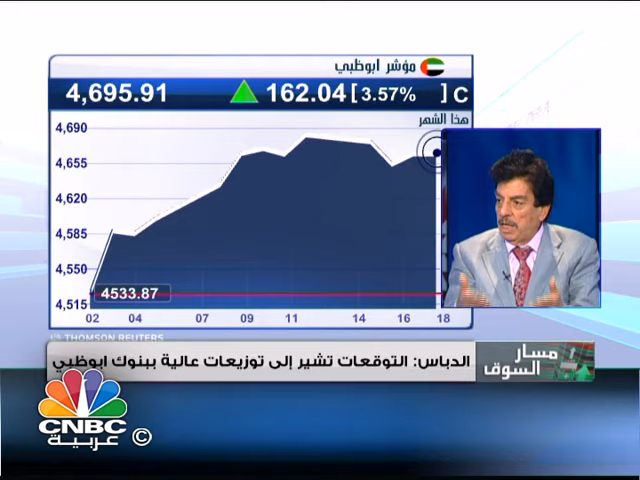 مؤشر ابوظبي
4,695.91 162.04 [ 3.57% ] C
هذا الشهر
4,690
4,655
4,620
4,585
4,550
4,515
4533.87
02 04 07 09 11 14 16 18
© THOMSON REUTERS
الدباس: التوقعات تشير إلى توزيعات عالية ببنوك ابوظبي
مسار
السوق
CNBC
عربية ©